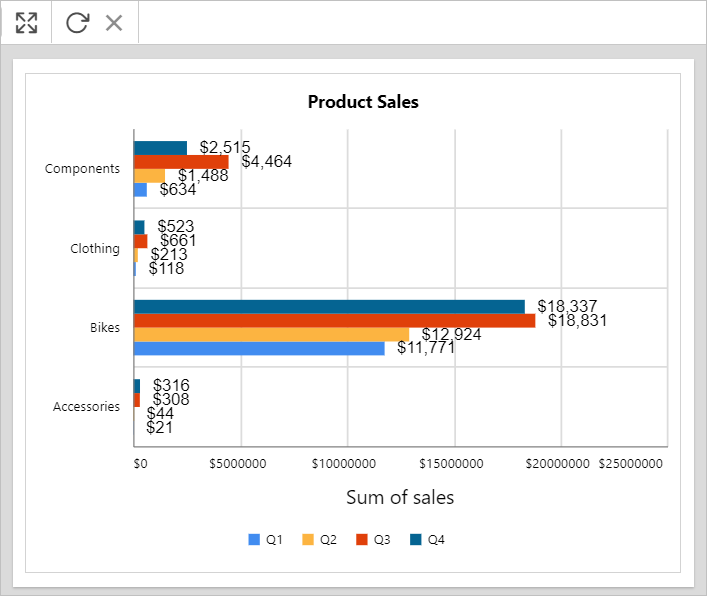 Product Sales
Components
$2,515
$4,464
$1,488
$634
Clothing
$523
$661
$213
$118
Bikes
$18,337
$18,831
$12,924
$11,771
Accessories
$316
$308
$44
$21
$0 $5000000 $10000000 $15000000 $20000000 $25000000
Sum of sales
Q1 Q2 Q3 Q4